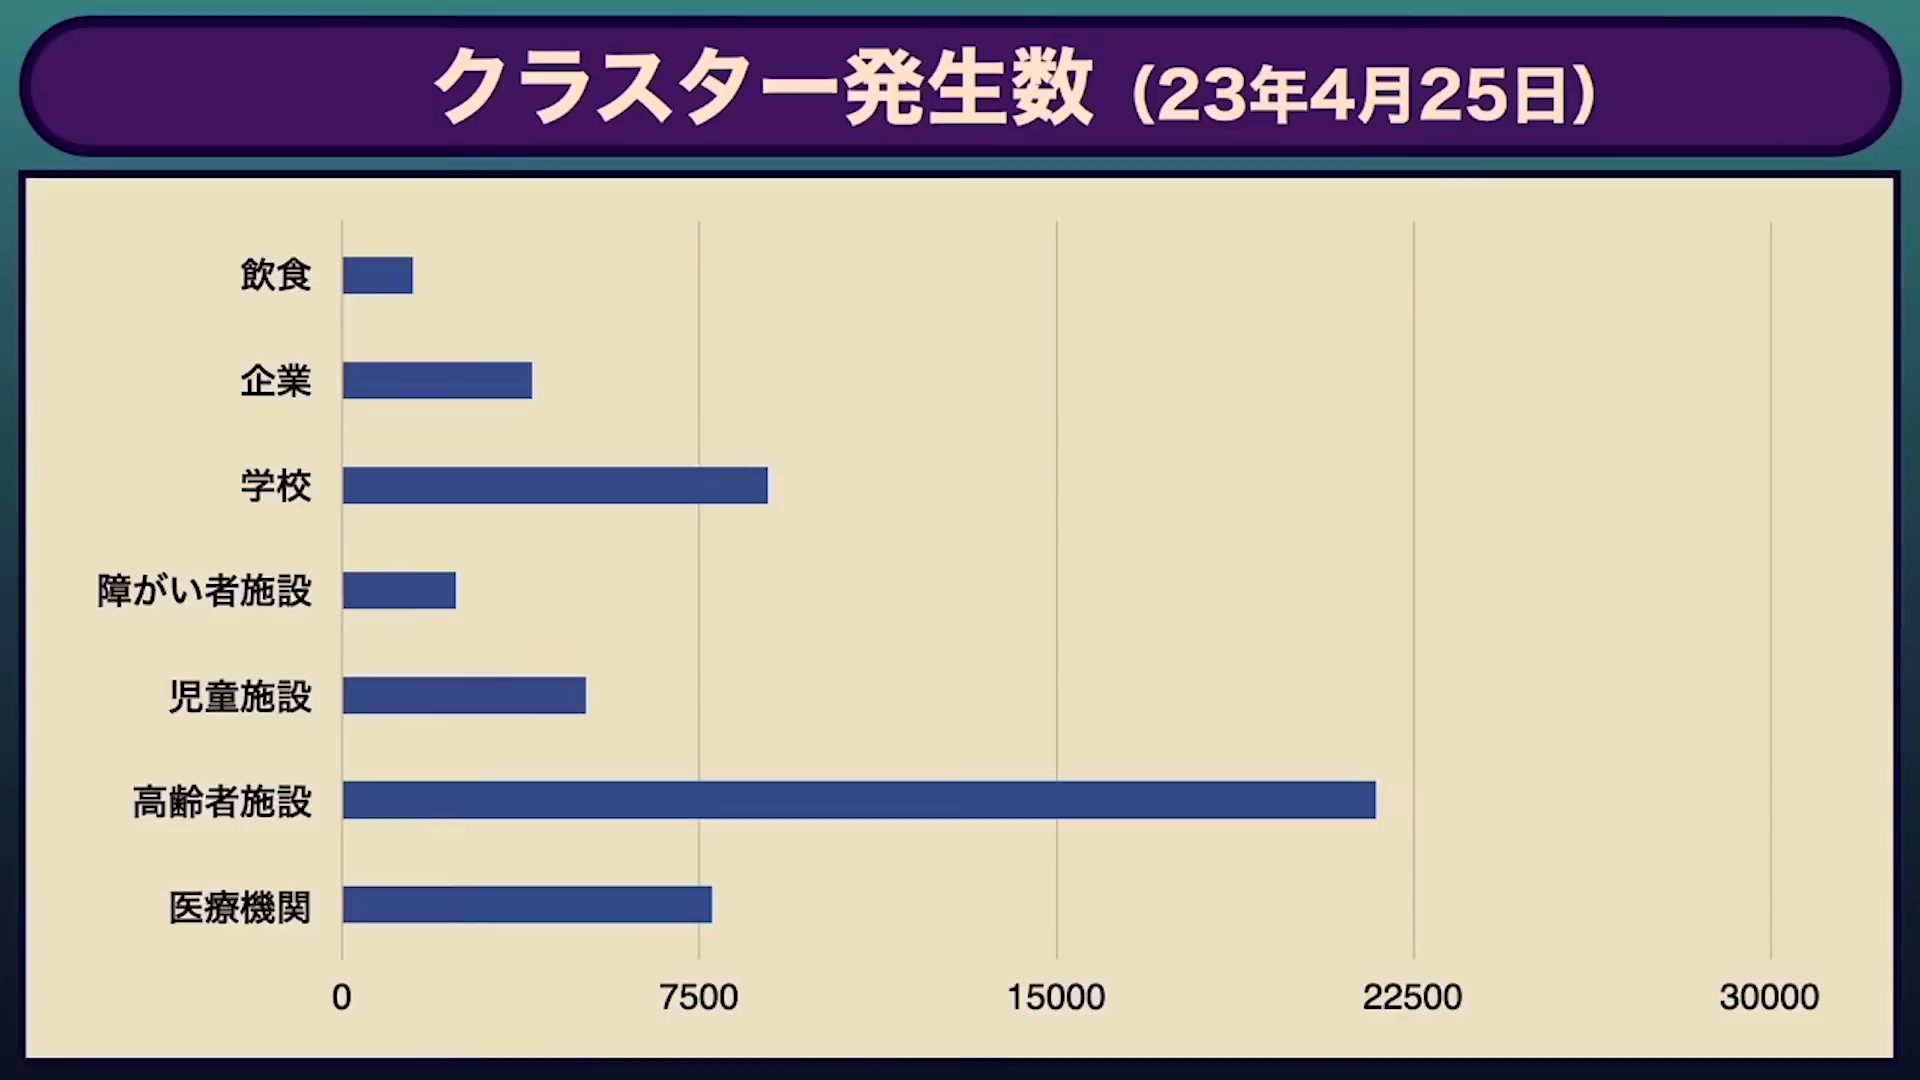 クラスター発生数（23年4月25日）
飲食
企業
学校
障がい者施設
児童施設
高齢者施設
医療機関
0 7500 15000 22500 30000